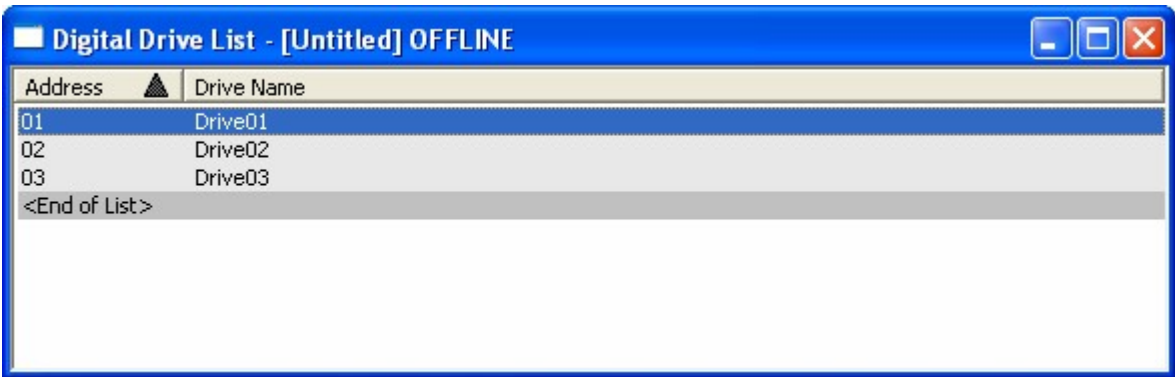 Digital Drive List - [Untitled] OFFLINE
Address Drive Name
01 Drive01
02 Drive02
03 Drive03
<End of List>